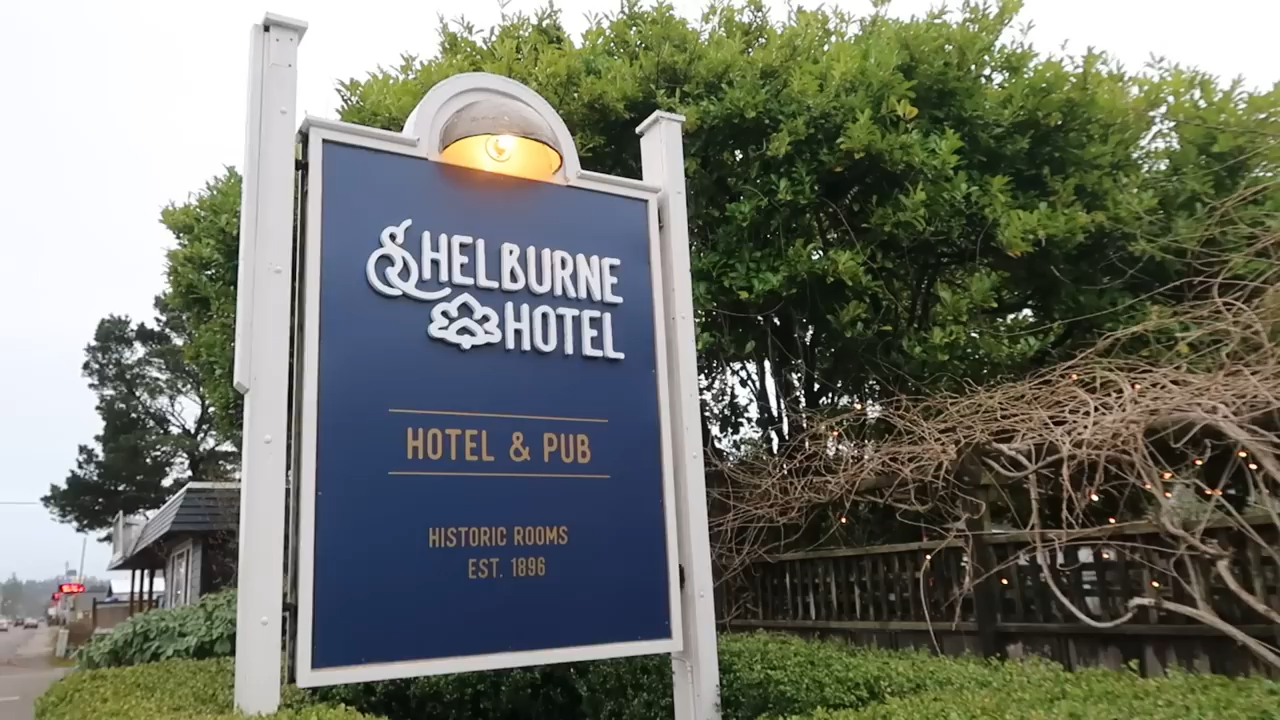 SHELBURNE
HOTEL
HOTEL & PUB
HISTORIC ROOMS
EST. 1896